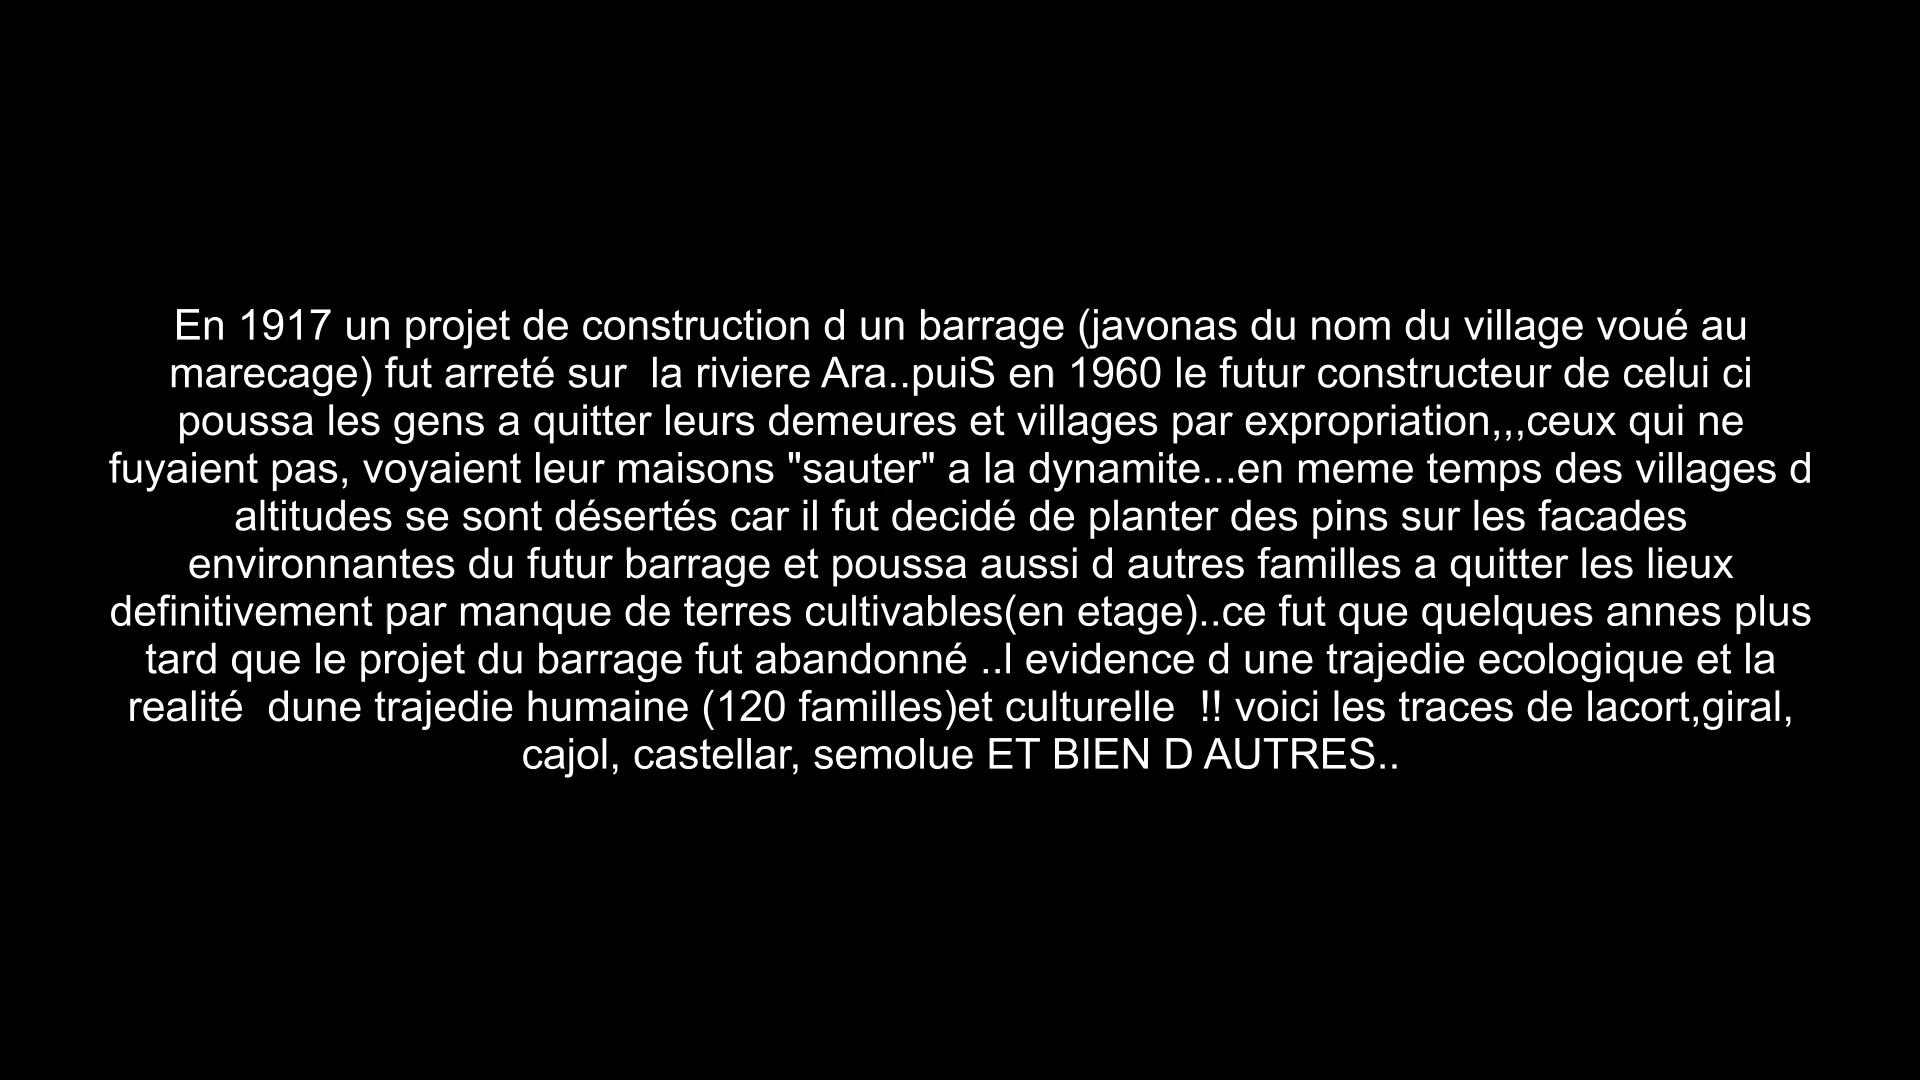 En 1917 un projet de construction d un barrage (javonas du nom du village voué au
marecage) fut arreté sur  la riviere Ara..puiS en 1960 le futur constructeur de celui ci
poussa les gens a quitter leurs demeures et villages par expropriation,,,ceux qui ne
fuyaient pas, voyaient leur maisons "sauter" a la dynamite...en meme temps des villages d
altitudes se sont désertés car il fut decidé de planter des pins sur les facades
environnantes du futur barrage et poussa aussi d autres familles a quitter les lieux
definitivement par manque de terres cultivables(en etage)..ce fut que quelques annes plus
tard que le projet du barrage fut abandonné ..l evidence d une trajedie ecologique et la
realité  dune trajedie humaine (120 familles)et culturelle  !! voici les traces de lacort,giral,
cajol, castellar, semolue ET BIEN D AUTRES..